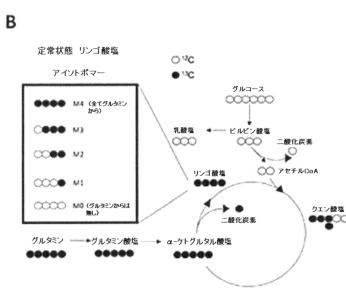 B
定常状態 リンゴ酸塩
アイソトポマー
¹²C
¹³C
M4 (全てグルタミン
から)
M3
M2
M1
M0 (グルタミンからは
無し)
グルコース
乳酸塩
ピルビン酸塩
二酸化炭素
アセチルCoA
リンゴ酸塩
二酸化炭素
クエン酸塩
グルタミン
グルタミン酸塩
α-ケトグルタル酸塩